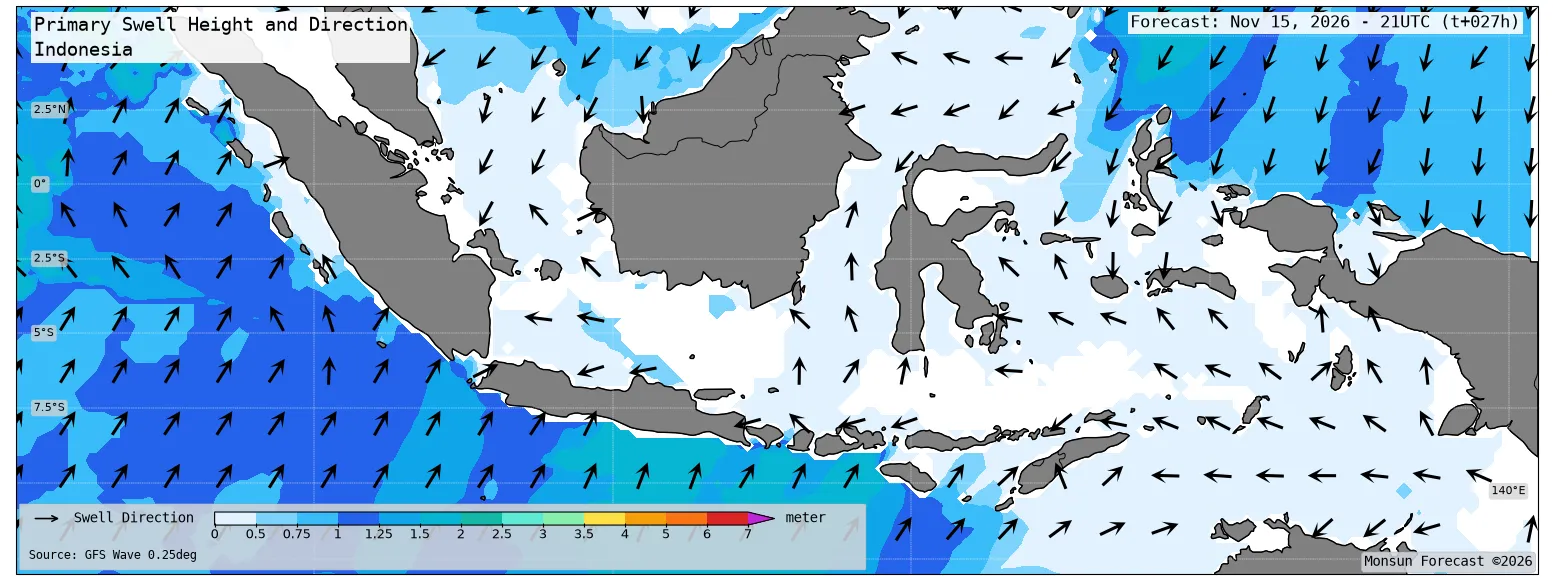 Primary Swell Height and Direction
Indonesia
Forecast: Nov 15, 2026 - 21UTC (t+027h)
2.5°N
0°
2.5°S
5°S
7.5°S
140°E
Swell Direction
0 0.5 0.75 1 1.25 1.5 2 2.5 3 3.5 4 5 6 7
meter
Source: GFS Wave 0.25deg
Monsun Forecast ©2026